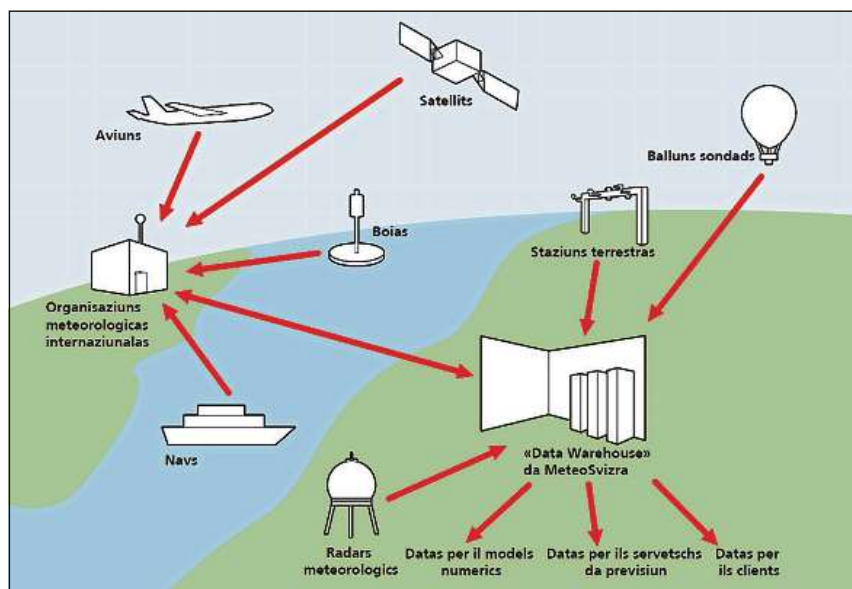 Satellits
Aviuns
Balluns sondads
Boias
Staziuns terrestras
Organisaziuns
meteorologicas
internaziunalas
«Data Warehouse»
da MeteoSvizra
Navs
Radars
meteorologics
Datas per il models
numerics
Datas per ils servetschs
da previsiun
Datas per
ils clients